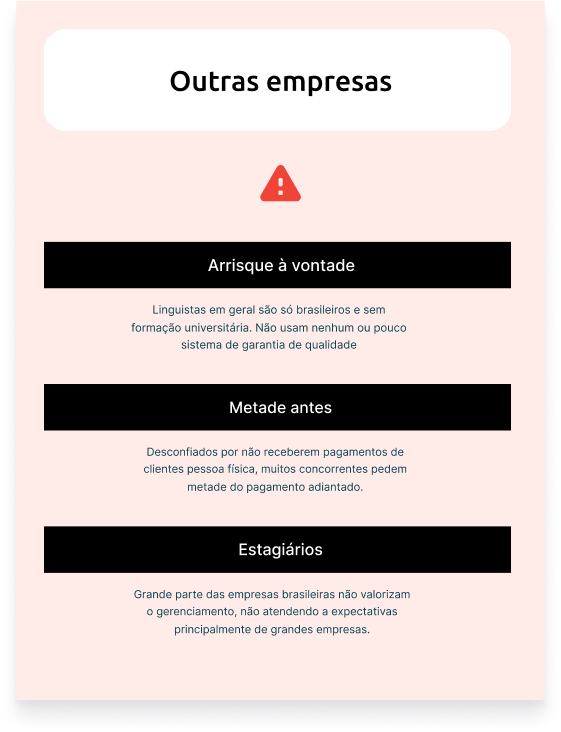 Outras empresas
Arrisque à vontade
Linguistas em geral são só brasileiros e sem
formação universitária. Não usam nenhum ou pouco
sistema de garantia de qualidade
Metade antes
Desconfiados por não receberem pagamentos de
clientes pessoa física, muitos concorrentes pedem
metade do pagamento adiantado.
Estagiários
Grande parte das empresas brasileiras não valorizam
o gerenciamento, não atendendo a expectativas
principalmente de grandes empresas.